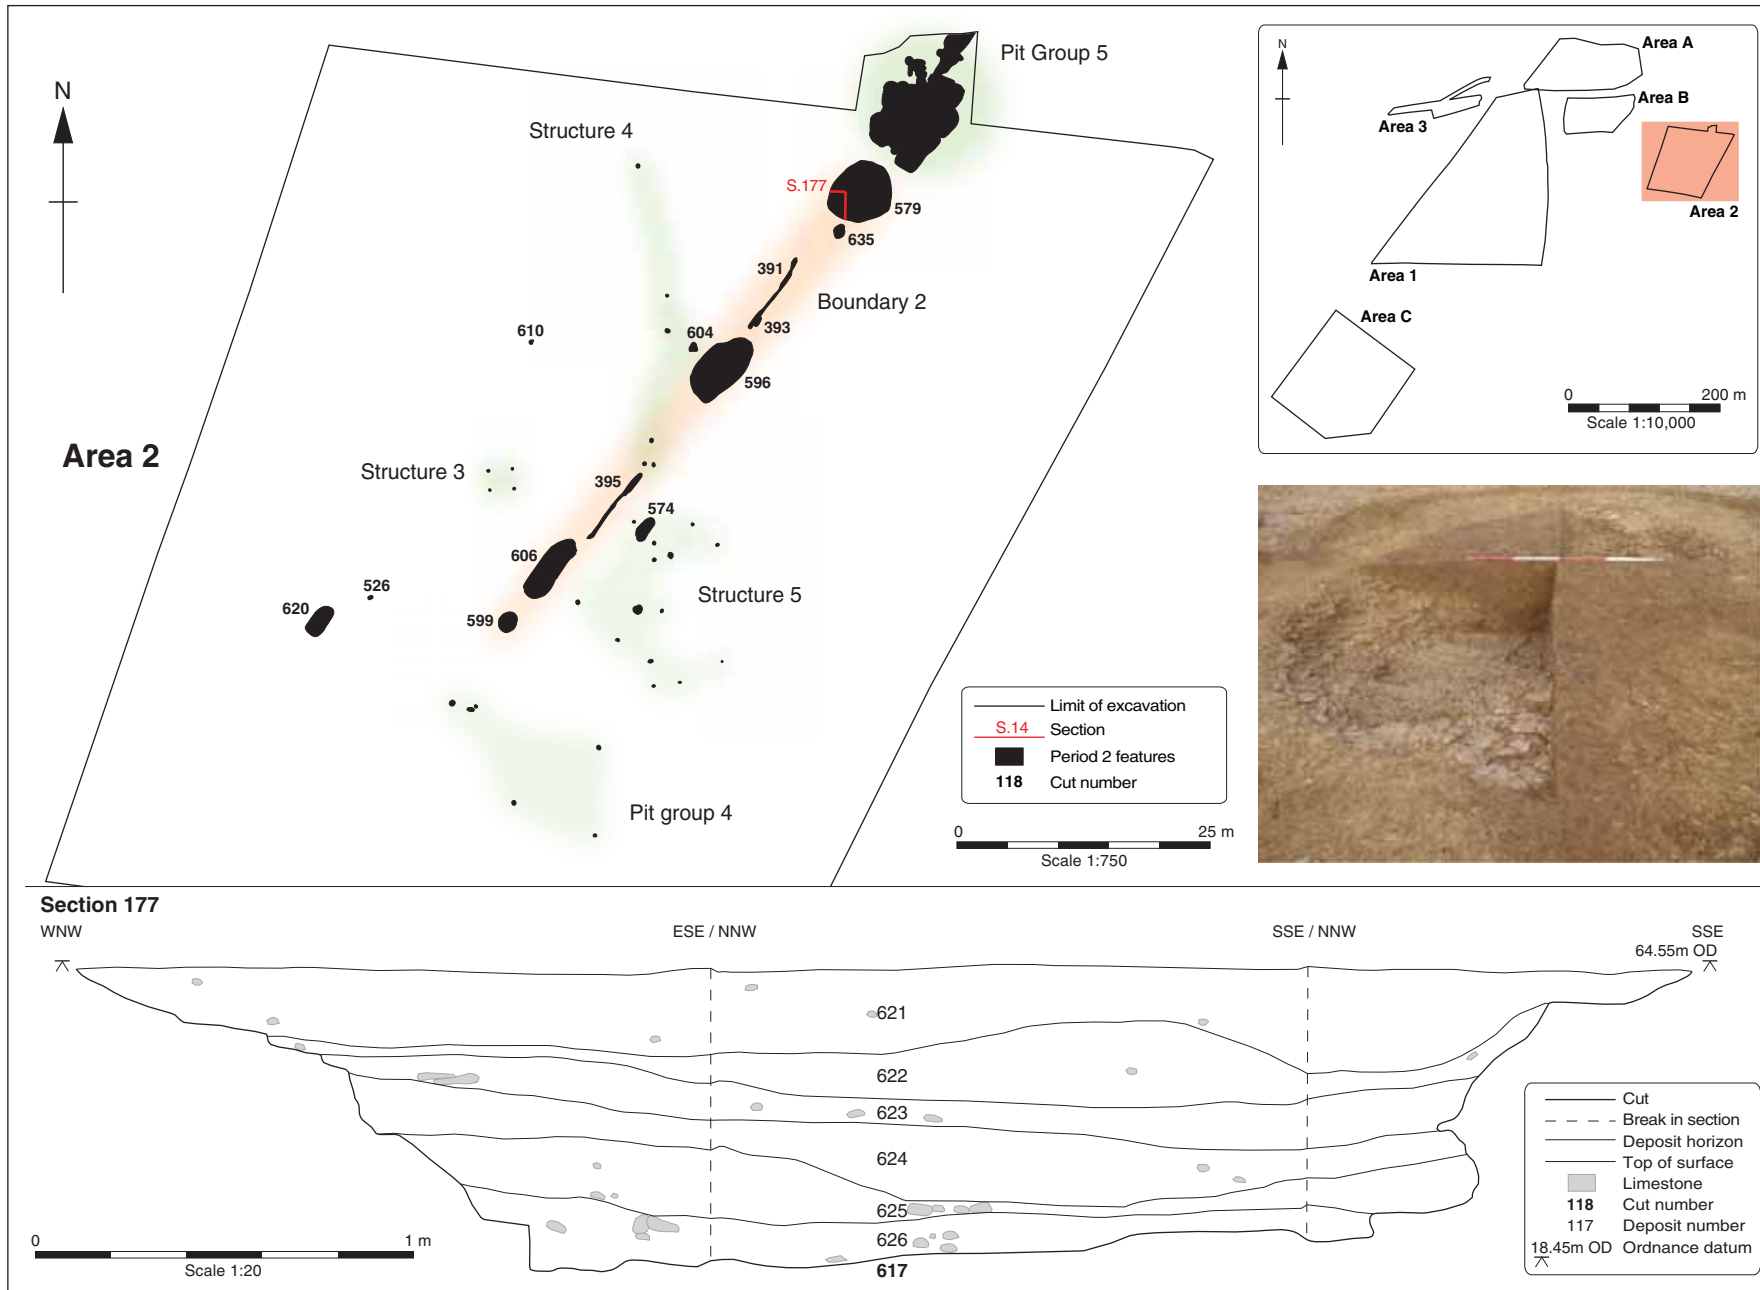 Pit Group 5
N
Structure 4
S.177
579
635
391
Boundary 2
393
604
610
596
Area 2
Structure 3
395
574
606
526
Structure 5
620
599
Pit group 4
Limit of excavation
S.14 Section
Period 2 features
118 Cut number
0 25 m
Scale 1:750
N
Area A
Area B
Area 3
Area 2
Area 1
Area C
0 200 m
Scale 1:10,000
Section 177
WNW ESE / NNW SSE / NNW SSE
64.55m OD
621
622
623
624
625
626
617
0 1 m
Scale 1:20
Cut
Break in section
Deposit horizon
Top of surface
Limestone
118 Cut number
117 Deposit number
18.45m OD Ordnance datum